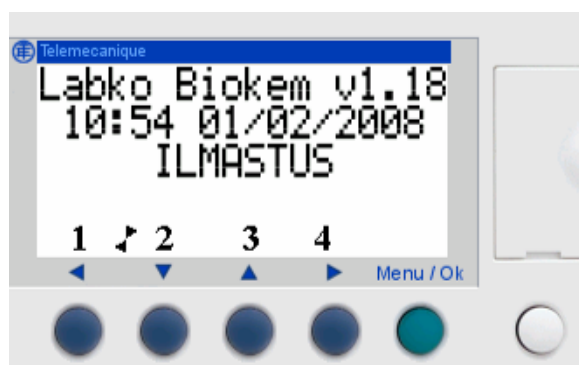 Telemecanique
Labko Biokem v1.18
10:54 01/02/2008
ILMASTUS
1 2 3 4
Menu / Ok